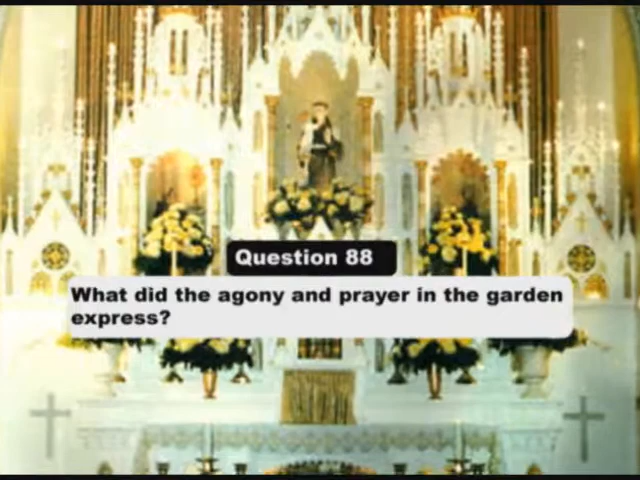 Question 88
What did the agony and prayer in the garden
express?